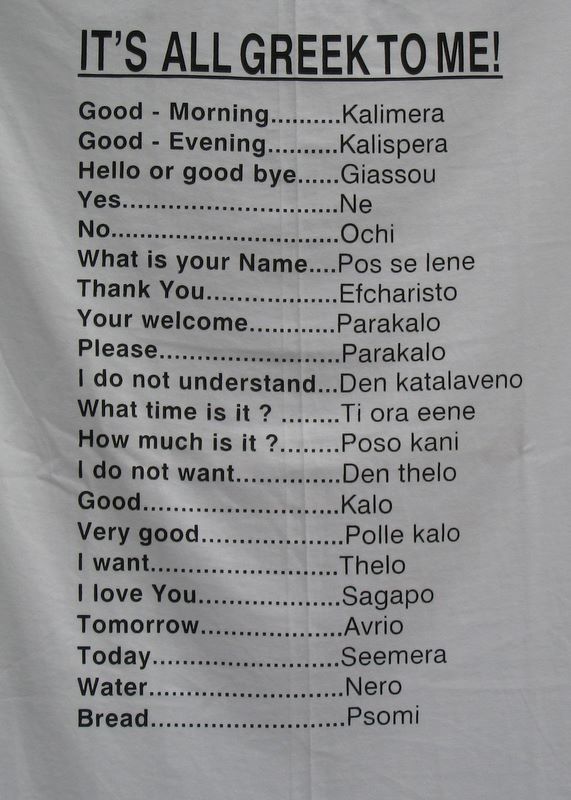 IT'S ALL GREEK TO ME!
Good - Morning..........Kalimera
Good - Evening..........Kalispera
Hello or good bye......Giassou
Yes...............................Ne
No.................................Ochi
What is your Name....Pos se lene
Thank You...................Efcharisto
Your welcome............Parakalo
Please..........................Parakalo
I do not understand...Den katalaveno
What time is it ? ........Ti ora eene
How much is it ?........Poso kani
I do not want...............Den thelo
Good............................Kalo
Very good....................Polle kalo
I want...........................Thelo
I love You....................Sagapo
Tomorrow....................Avrio
Today...........................Seemera
Water............................Nero
Bread............................Psomi